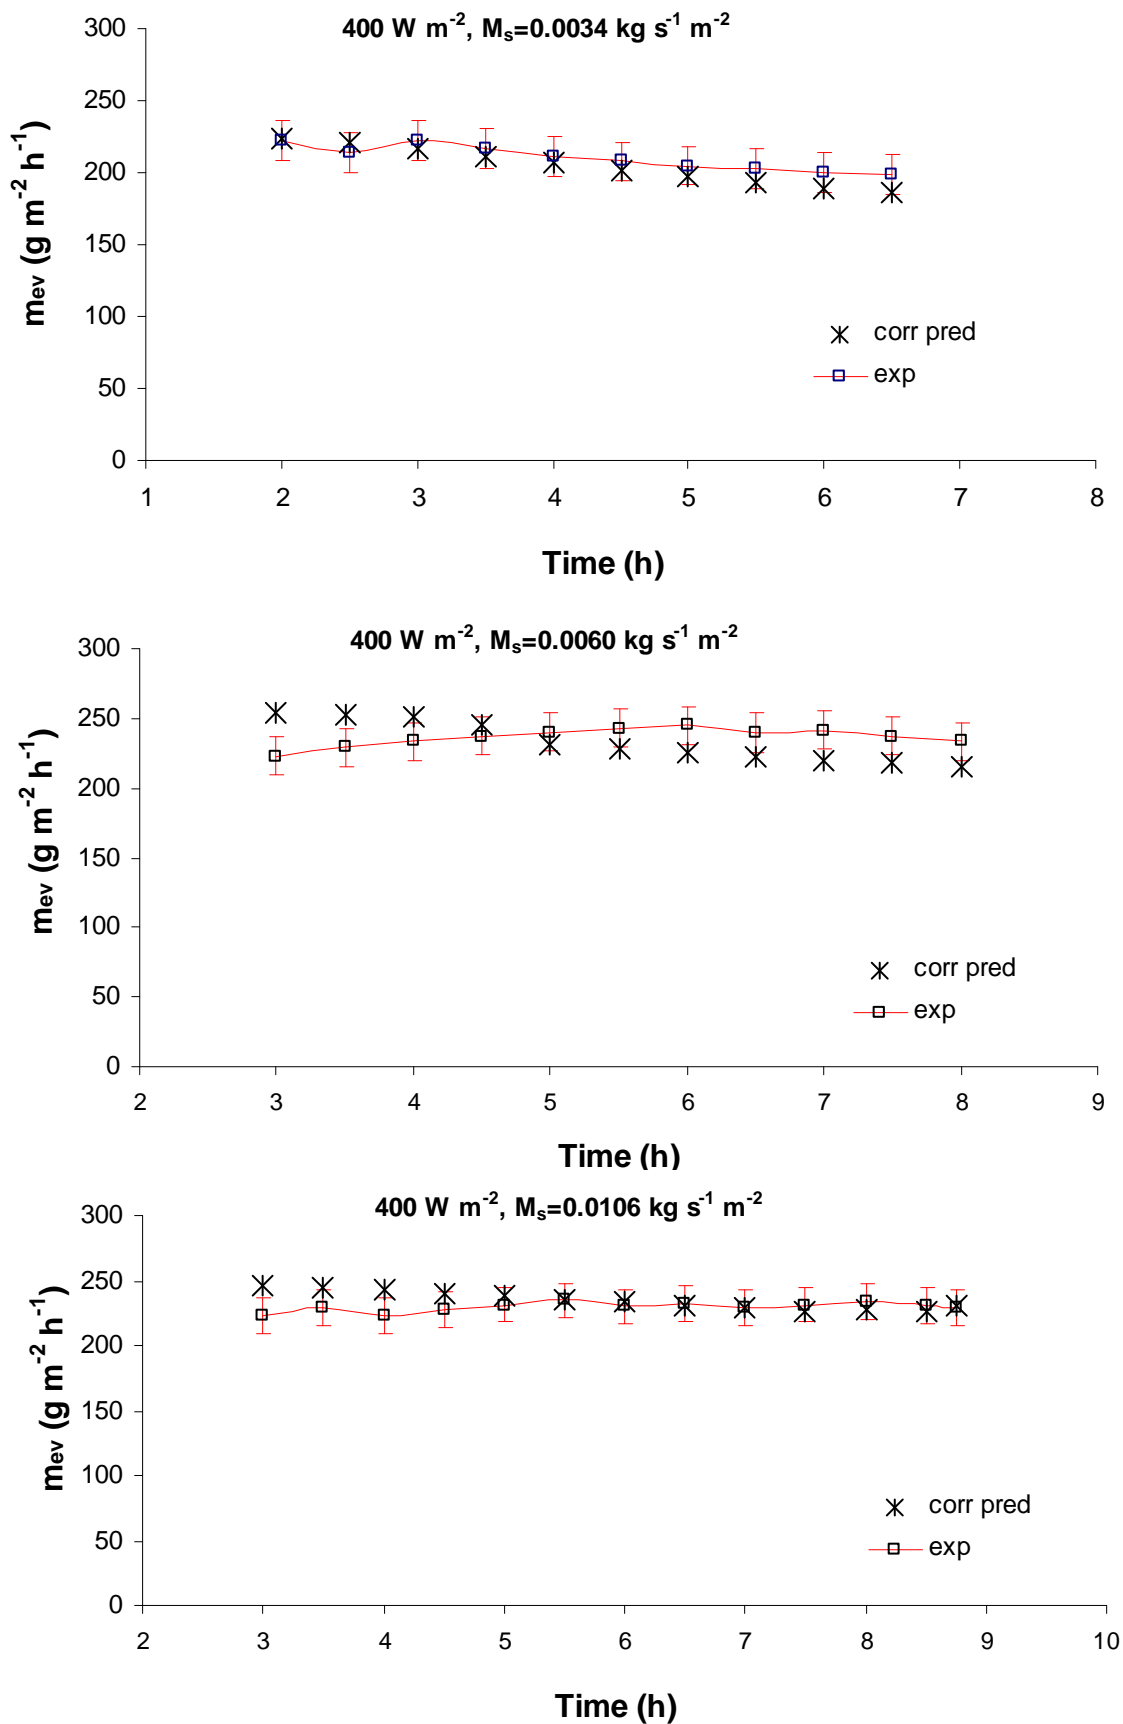 400 W m⁻², Mₛ=0.0034 kg s⁻¹ m⁻²
300
250
200
150
100
50
0
mev (g m⁻² h⁻¹)
corr pred
exp
1 2 3 4 5 6 7 8
Time (h)
400 W m⁻², Mₛ=0.0060 kg s⁻¹ m⁻²
300
250
200
150
100
50
0
mev (g m⁻² h⁻¹)
corr pred
exp
2 3 4 5 6 7 8 9
Time (h)
400 W m⁻², Mₛ=0.0106 kg s⁻¹ m⁻²
300
250
200
150
100
50
0
mev (g m⁻² h⁻¹)
corr pred
exp
2 3 4 5 6 7 8 9 10
Time (h)